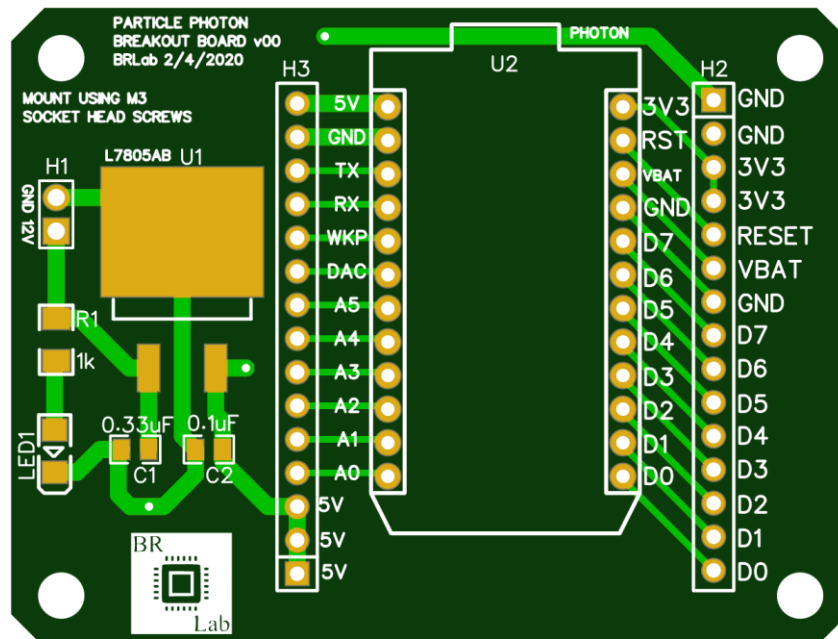 PARTICLE PHOTON
BREAKOUT BOARD v00
BRLab 2/4/2020
MOUNT USING M3
SOCKET HEAD SCREWS
PHOTON
L7805AB
U1
H1
GND 12V
R1
1k
LED1
0.33uF
C1
0.1uF
C2
BR
Lab
H3
5V
GND
TX
RX
WKP
DAC
A5
A4
A3
A2
A1
A0
5V
5V
5V
U2
3V3
RST
VBAT
GND
D7
D6
D5
D4
D3
D2
D1
D0
H2
GND
GND
3V3
3V3
RESET
VBAT
GND
D7
D6
D5
D4
D3
D2
D1
D0